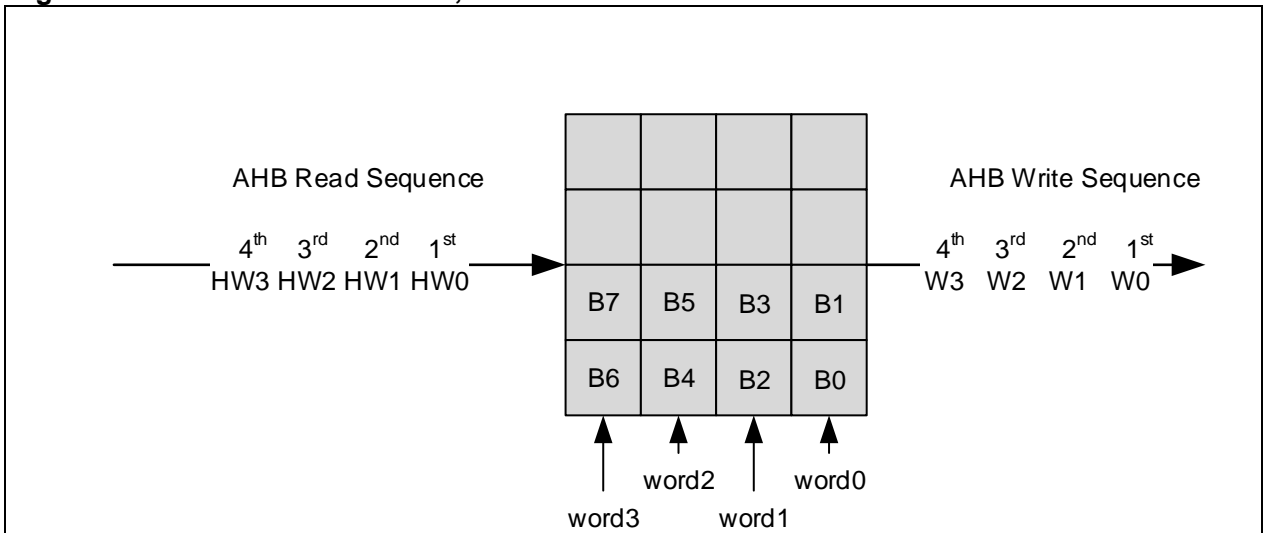 AHB Read Sequence
AHB Write Sequence
4th 3rd 2nd 1st
HW3 HW2 HW1 HW0
4th 3rd 2nd 1st
W3 W2 W1 W0
B7 B5 B3 B1
B6 B4 B2 B0
word2 word0
word3 word1